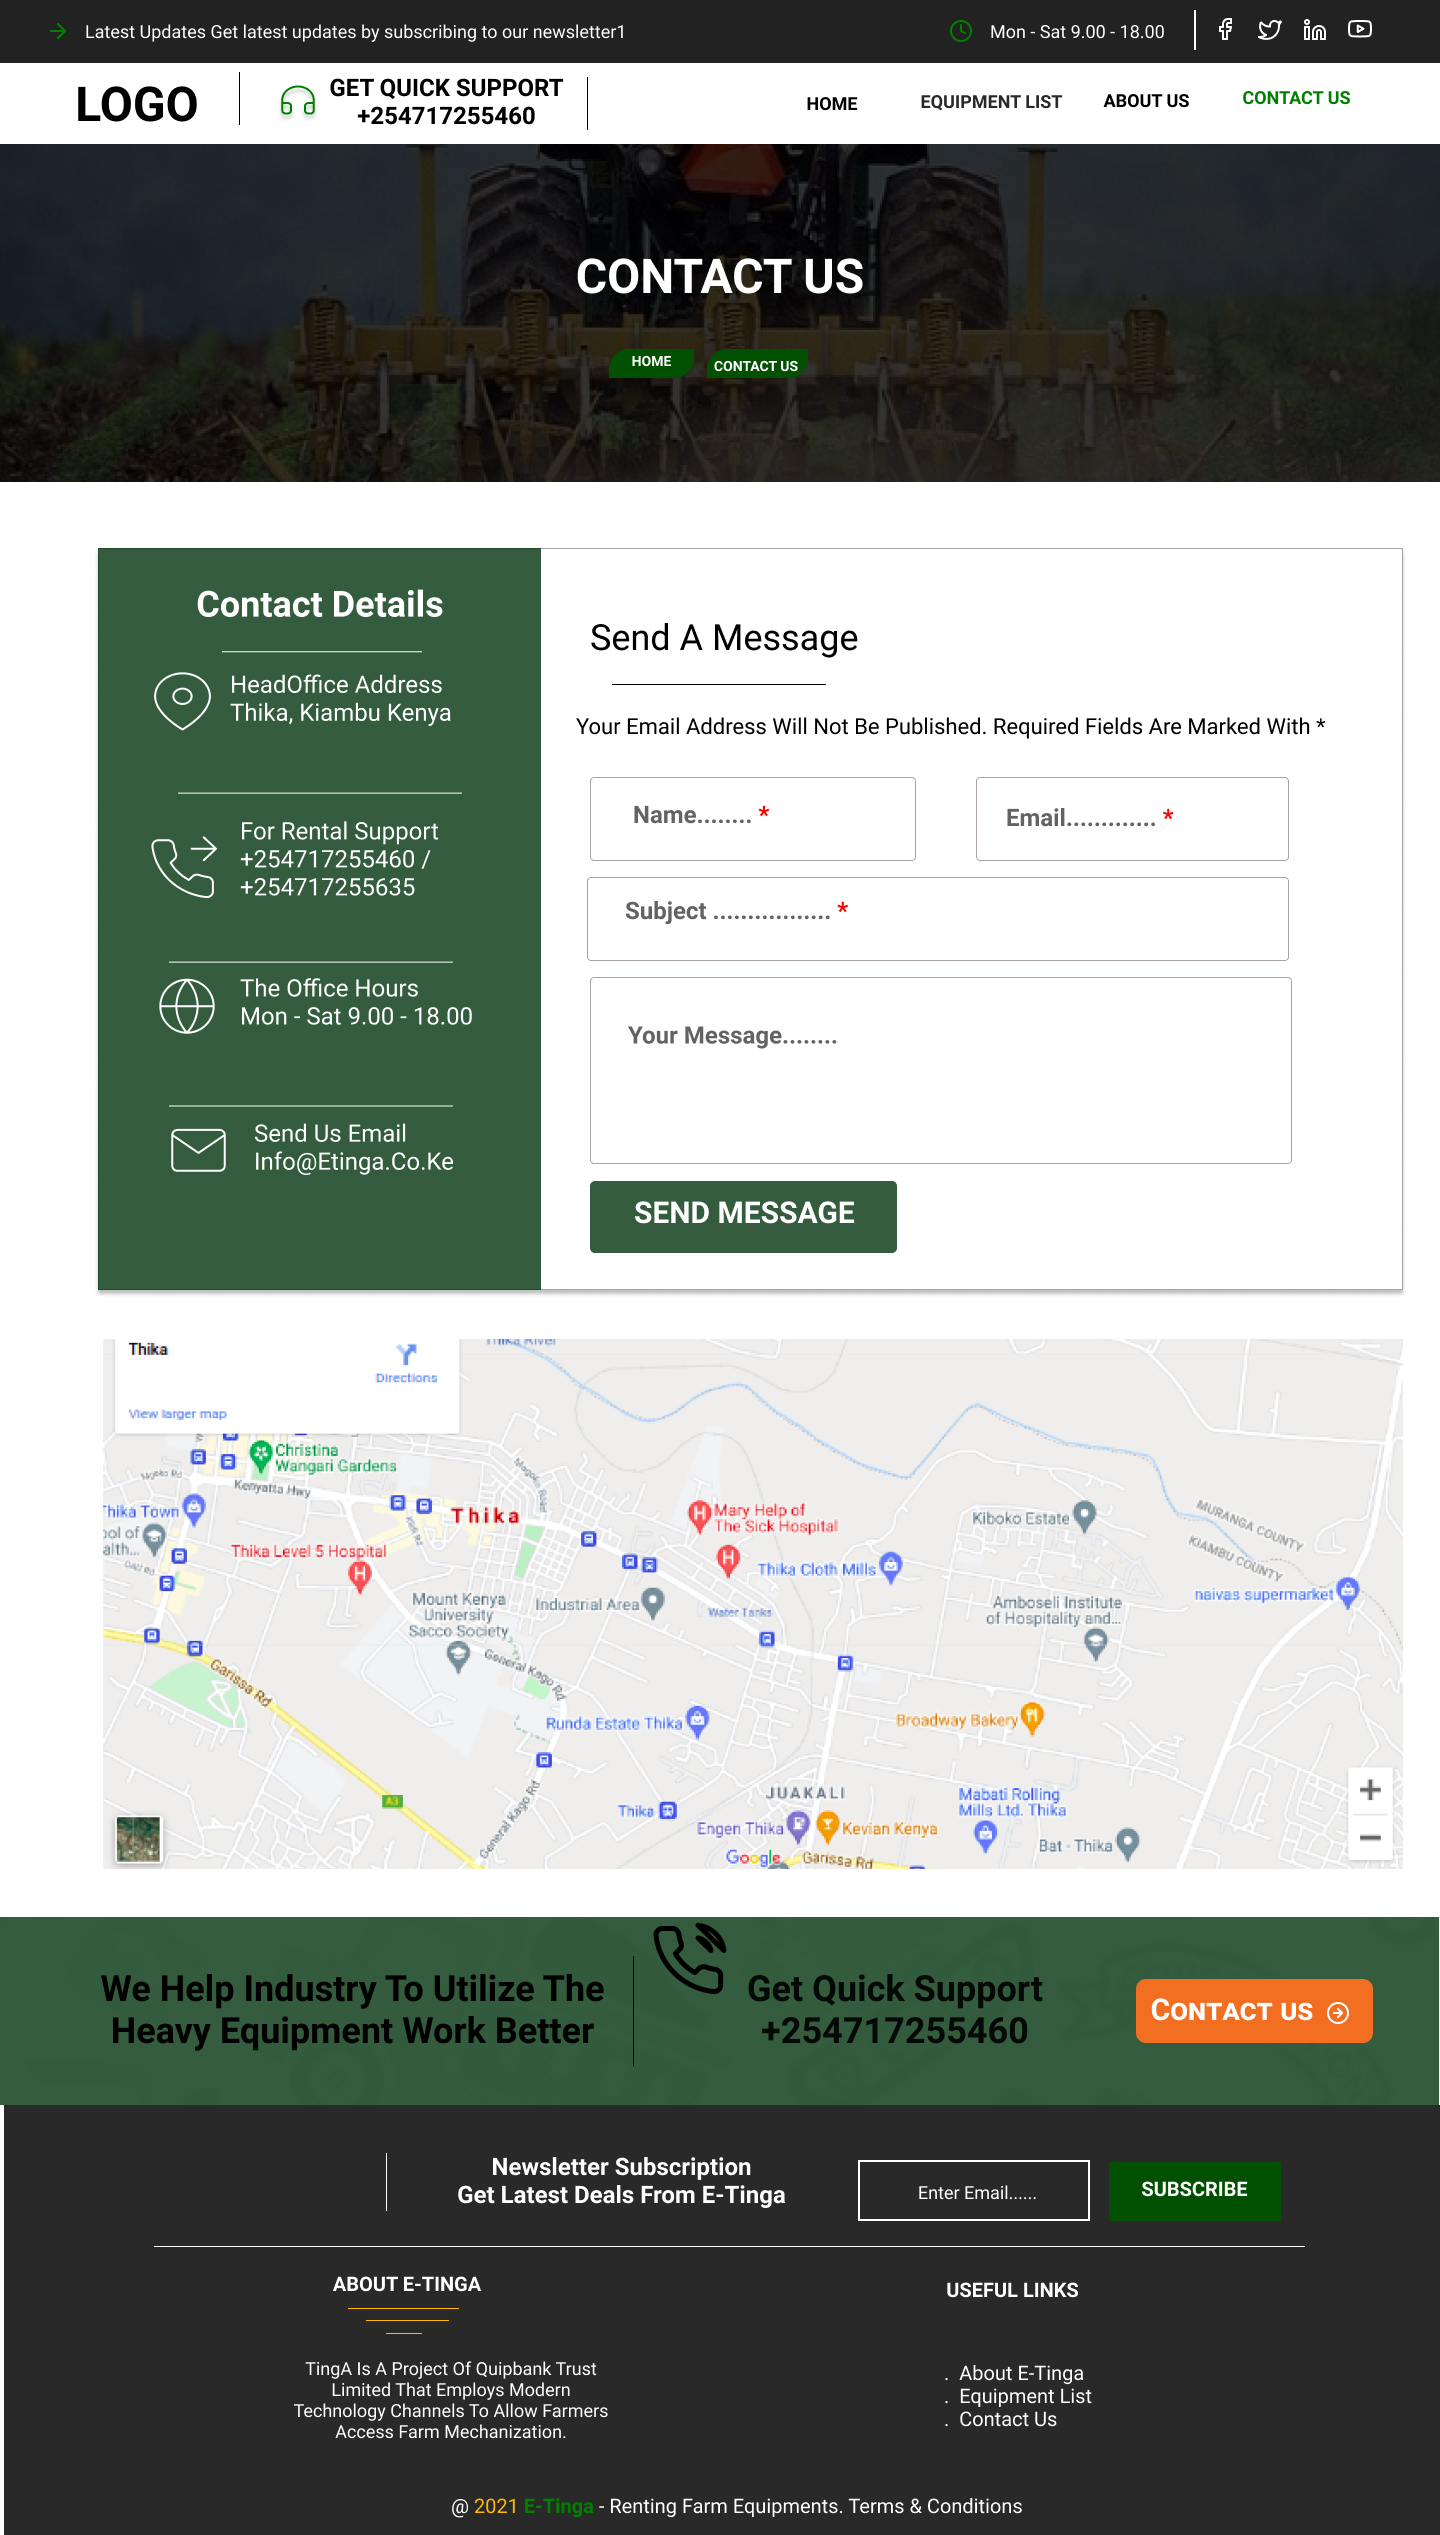 Latest Updates Get latest updates by subscribing to our newsletter1
Mon - Sat 9.00 - 18.00
LOGO
GET QUICK SUPPORT
+254717255460
HOME
EQUIPMENT LIST
ABOUT US
CONTACT US
CONTACT US
HOME
CONTACT US
Contact Details
HeadOffice Address
Thika, Kiambu Kenya
For Rental Support
+254717255460 /
+254717255635
The Office Hours
Mon - Sat 9.00 - 18.00
Send Us Email
Info@Etinga.Co.Ke
Send A Message
Your Email Address Will Not Be Published. Required Fields Are Marked With *
Name........ *
Email............. *
Subject ................. *
Your Message........
SEND MESSAGE
Thika
Directions
View larger map
Thika River
Christina
Wangari Gardens
Kenyatta Hwy
Thika Town
Thika
Mary Help of
The Sick Hospital
Kiboko Estate
MURANGA COUNTY
KIAMBU COUNTY
ool of
alth...
Thika Level 5 Hospital
Thika Cloth Mills
naivas supermarket
Mount Kenya
University
Sacco Society
Industrial Area
Water Tanks
Amboseli Institute
of Hospitality and...
General Kago Rd
Garissa Rd
Runda Estate Thika
Broadway Bakery
JUAKALI
A3
General Kago Rd
Thika
Mabati Rolling
Mills Ltd. Thika
Engen Thika
Kevian Kenya
Bat - Thika
Google
Garissa Rd
We Help Industry To Utilize The
Heavy Equipment Work Better
Get Quick Support
+254717255460
CONTACT US
Newsletter Subscription
Get Latest Deals From E-Tinga
Enter Email......
SUBSCRIBE
ABOUT E-TINGA
USEFUL LINKS
TingA Is A Project Of Quipbank Trust
Limited That Employs Modern
Technology Channels To Allow Farmers
Access Farm Mechanization.
. About E-Tinga
. Equipment List
. Contact Us
@ 2021 E-Tinga - Renting Farm Equipments. Terms & Conditions